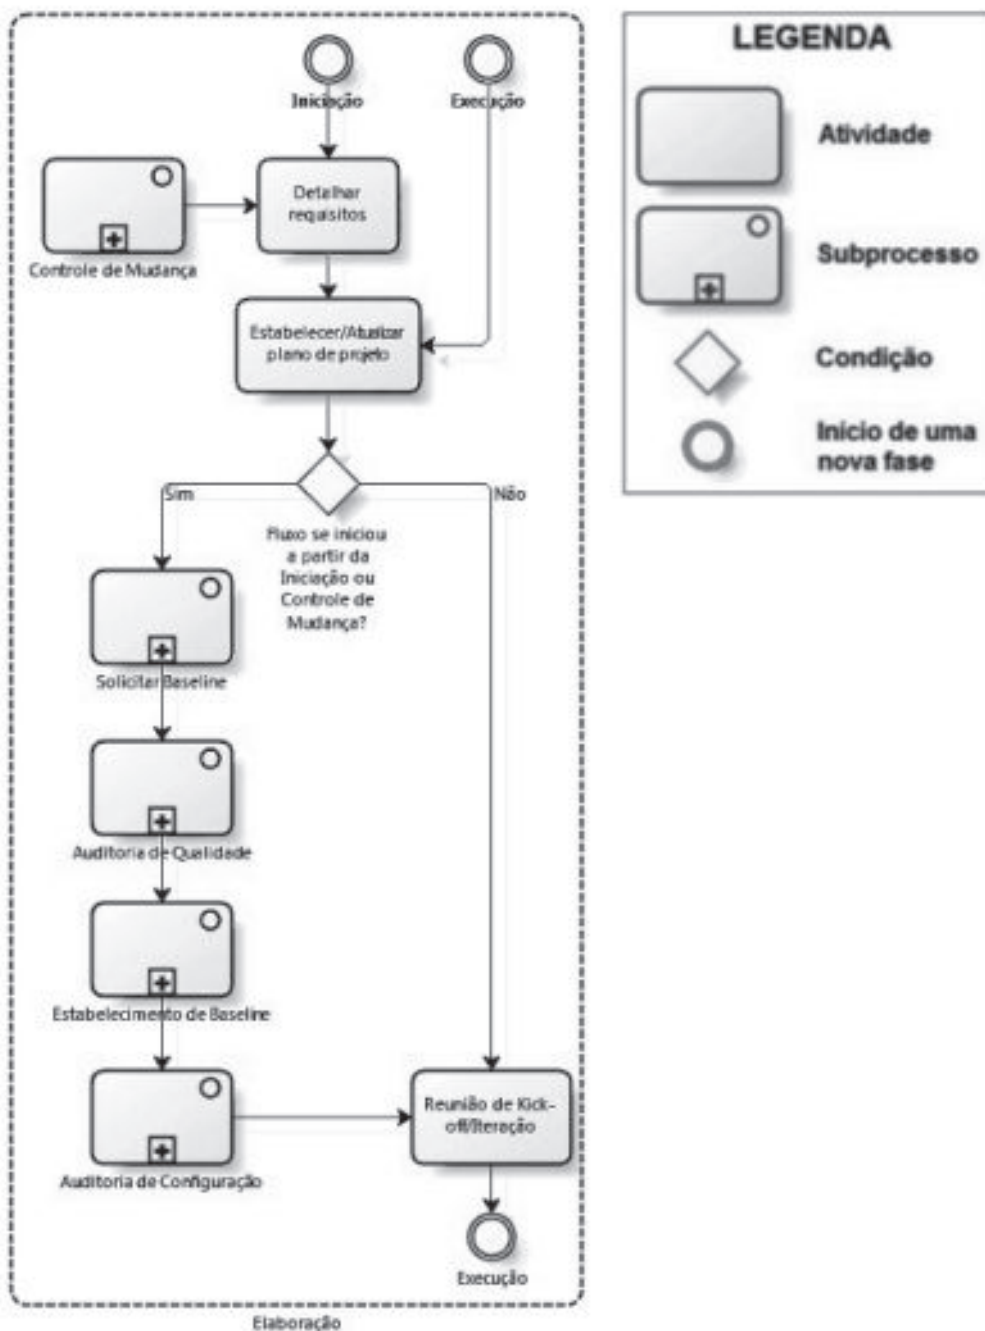 Iniciação
Execução
Controle de Mudança
Detalhar
requisitos
Estabelecer/Atualizar
plano de projeto
Sim
Não
Fluxo se iniciou
a partir da
Iniciação ou
Controle de
Mudança?
Solicitar Baseline
Auditoria de Qualidade
Estabelecimento de Baseline
Auditoria de Configuração
Reunião de Kick-
off/Iteração
Execução
Elaboração
LEGENDA
Atividade
Subprocesso
Condição
Início de uma
nova fase